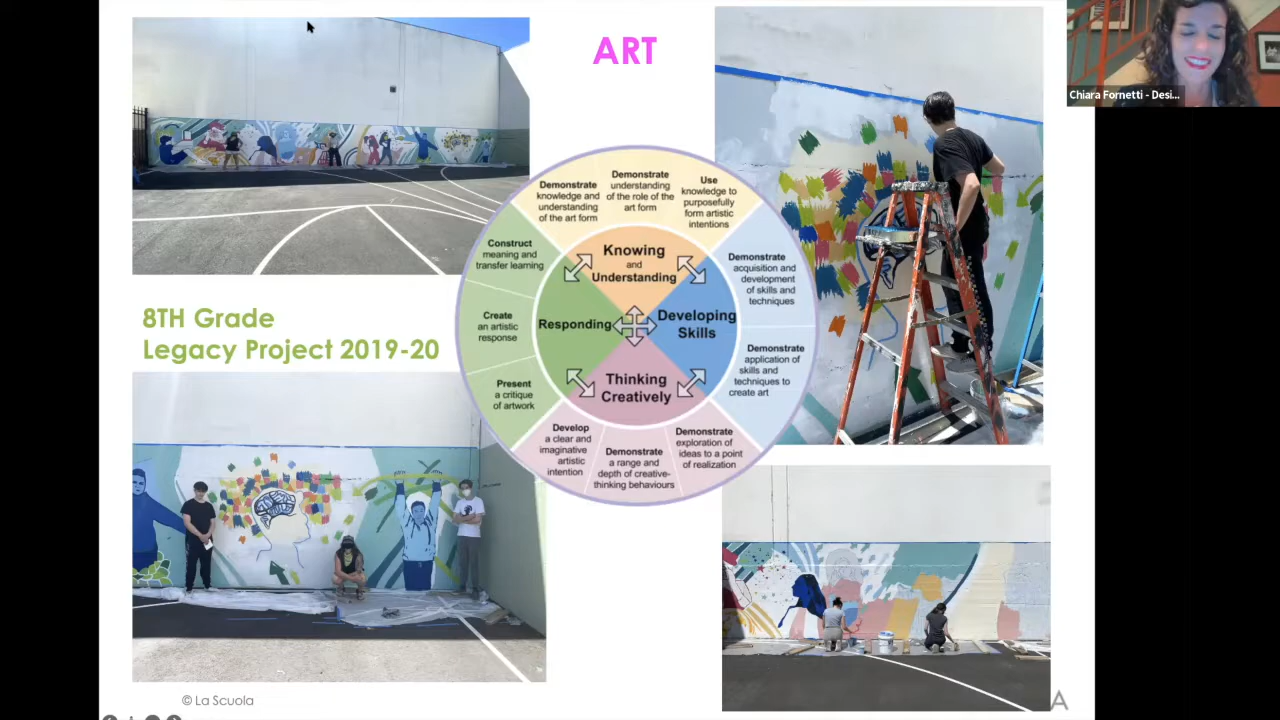 ART
Chiara Fornetti - Desi...
8TH Grade
Legacy Project 2019-20
Demonstrate
knowledge and
understanding
of the art form
Demonstrate
understanding
of the role of the
art form
Use
knowledge to
purposefully
form artistic
intentions
Construct
meaning and
transfer learning
Knowing
and
Understanding
Demonstrate
acquisition and
development
of skills and
techniques
Create
an artistic
response
Responding
Developing
Skills
Demonstrate
application of
skills and
techniques to
create art
Present
a critique
of artwork
Thinking
Creatively
Develop
a clear and
imaginative
artistic
intention
Demonstrate
a range and
depth of creative-
thinking behaviours
Demonstrate
exploration of
ideas to a point
of realization
© La Scuola
A